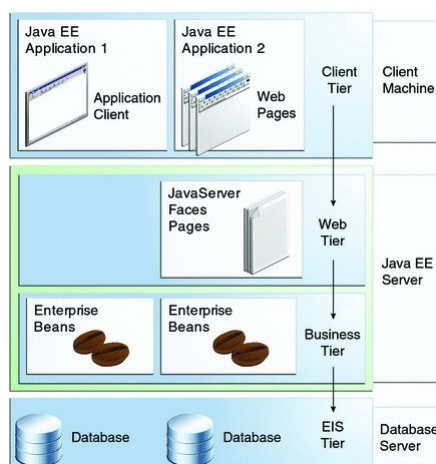 Java EE
Application 1
Java EE
Application 2
Application
Client
Web
Pages
Client
Tier
Client
Machine
JavaServer
Faces
Pages
Web
Tier
Java EE
Server
Enterprise
Beans
Enterprise
Beans
Business
Tier
Database
Database
EIS
Tier
Database
Server